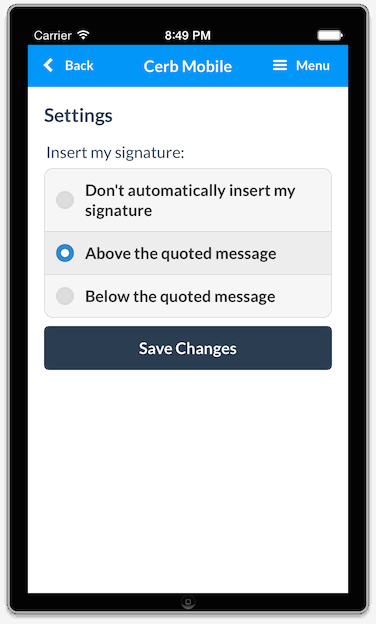 Carrier 8:49 PM
Back Cerb Mobile Menu
Settings
Insert my signature:
Don't automatically insert my
signature
Above the quoted message
Below the quoted message
Save Changes